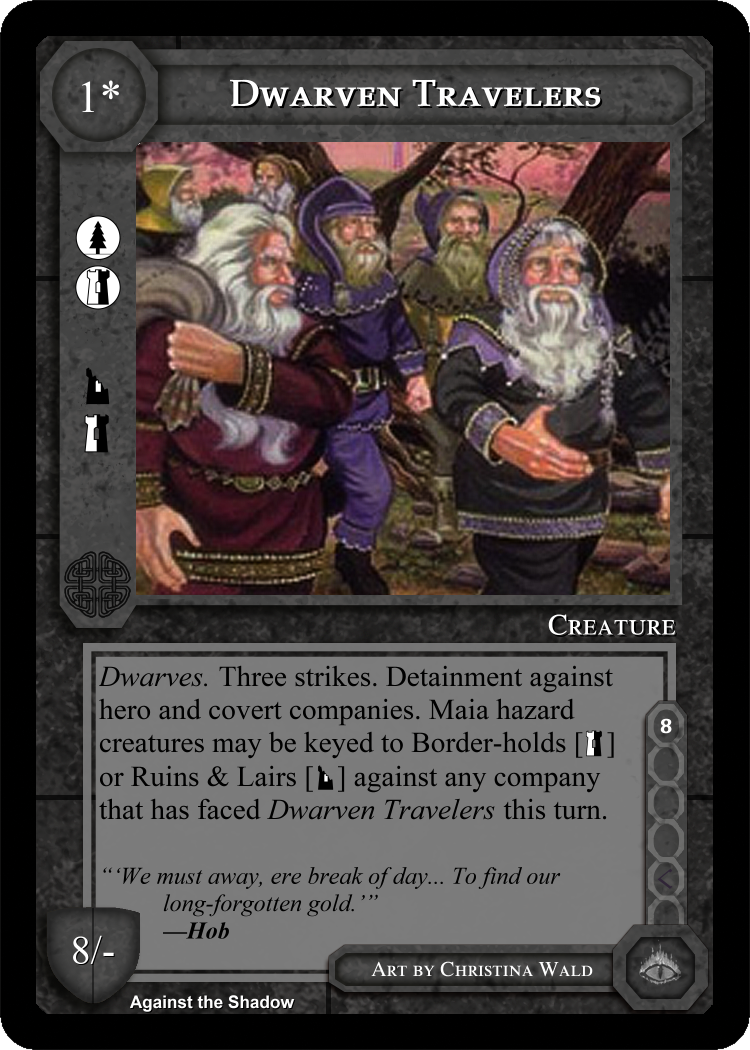 1*
Dwarven Travelers
Creature
Dwarves. Three strikes. Detainment against
hero and covert companies. Maia hazard
creatures may be keyed to Border-holds [ ]
or Ruins & Lairs [ ] against any company
that has faced Dwarven Travelers this turn.
8
“‘We must away, ere break of day... To find our
long-forgotten gold.’”
—Hob
8/-
Art by Christina Wald
Against the Shadow